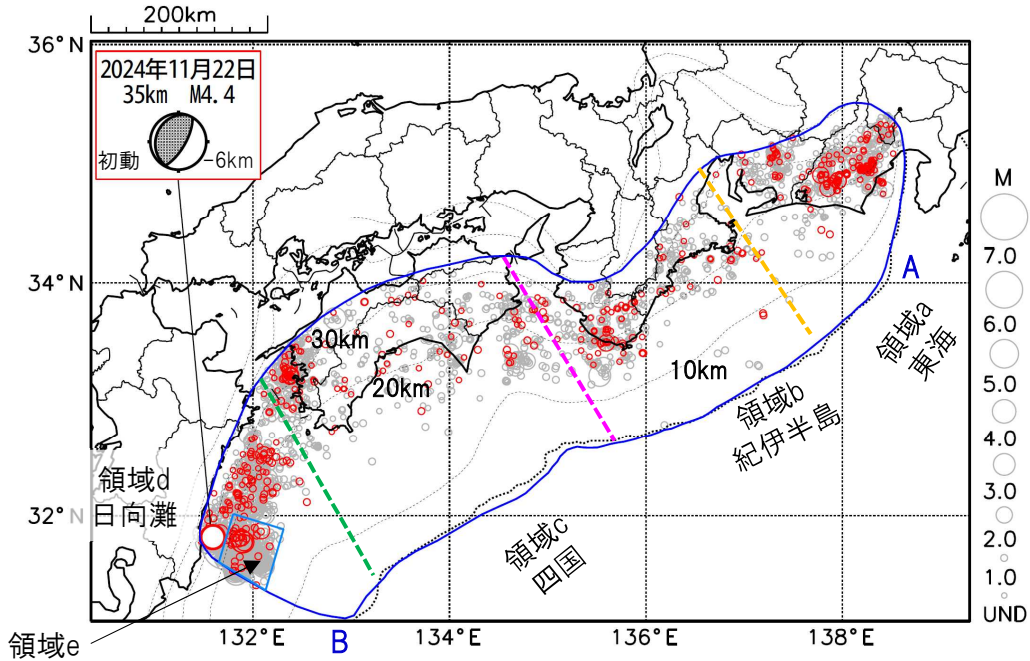 200km
36°N
2024年11月22日
35km M4.4
初動
-6km
M
7.0
6.0
5.0
4.0
3.0
2.0
1.0
UND
34°N
A
領域a
東海
30km
20km
10km
領域b
紀伊半島
領域c
四国
領域d
日向灘
32°N
領域e
132°E
B
134°E
136°E
138°E